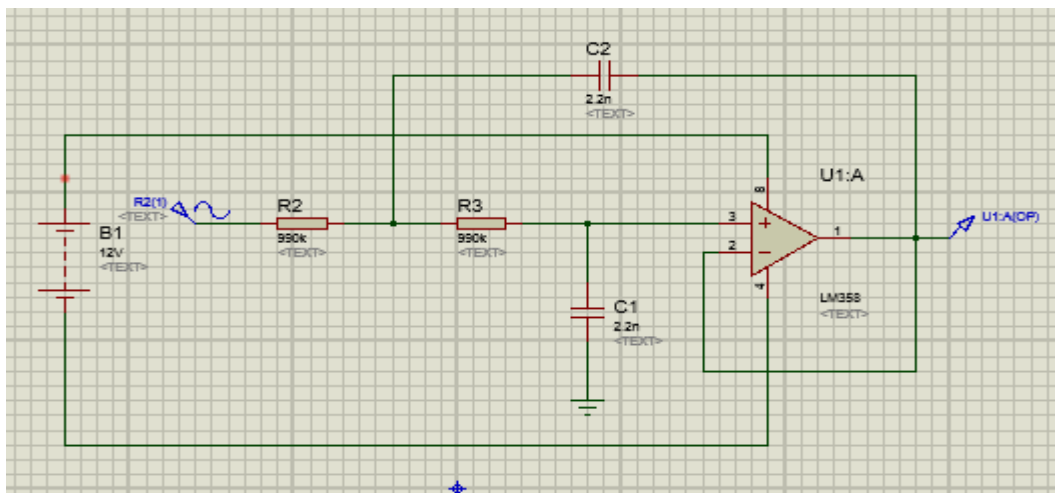 C2
2.2n
<TEXT>
U1:A
8
R2(1)
<TEXT>
R2
990k
<TEXT>
R3
990k
<TEXT>
B1
12V
<TEXT>
3
2
1
4
U1:A(OP)
LM358
<TEXT>
C1
2.2n
<TEXT>